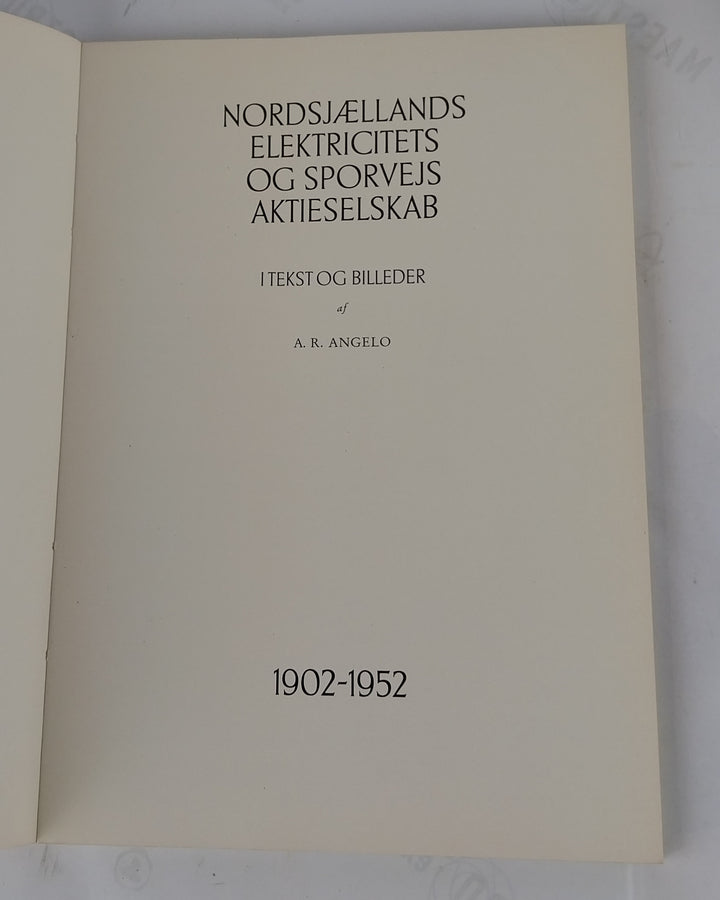 NORDSJÆLLANDS
ELEKTRICITETS
OG SPORVEJS
AKTIESELSKAB
I TEKST OG BILLEDER
af
A. R. ANGELO
1902-1952